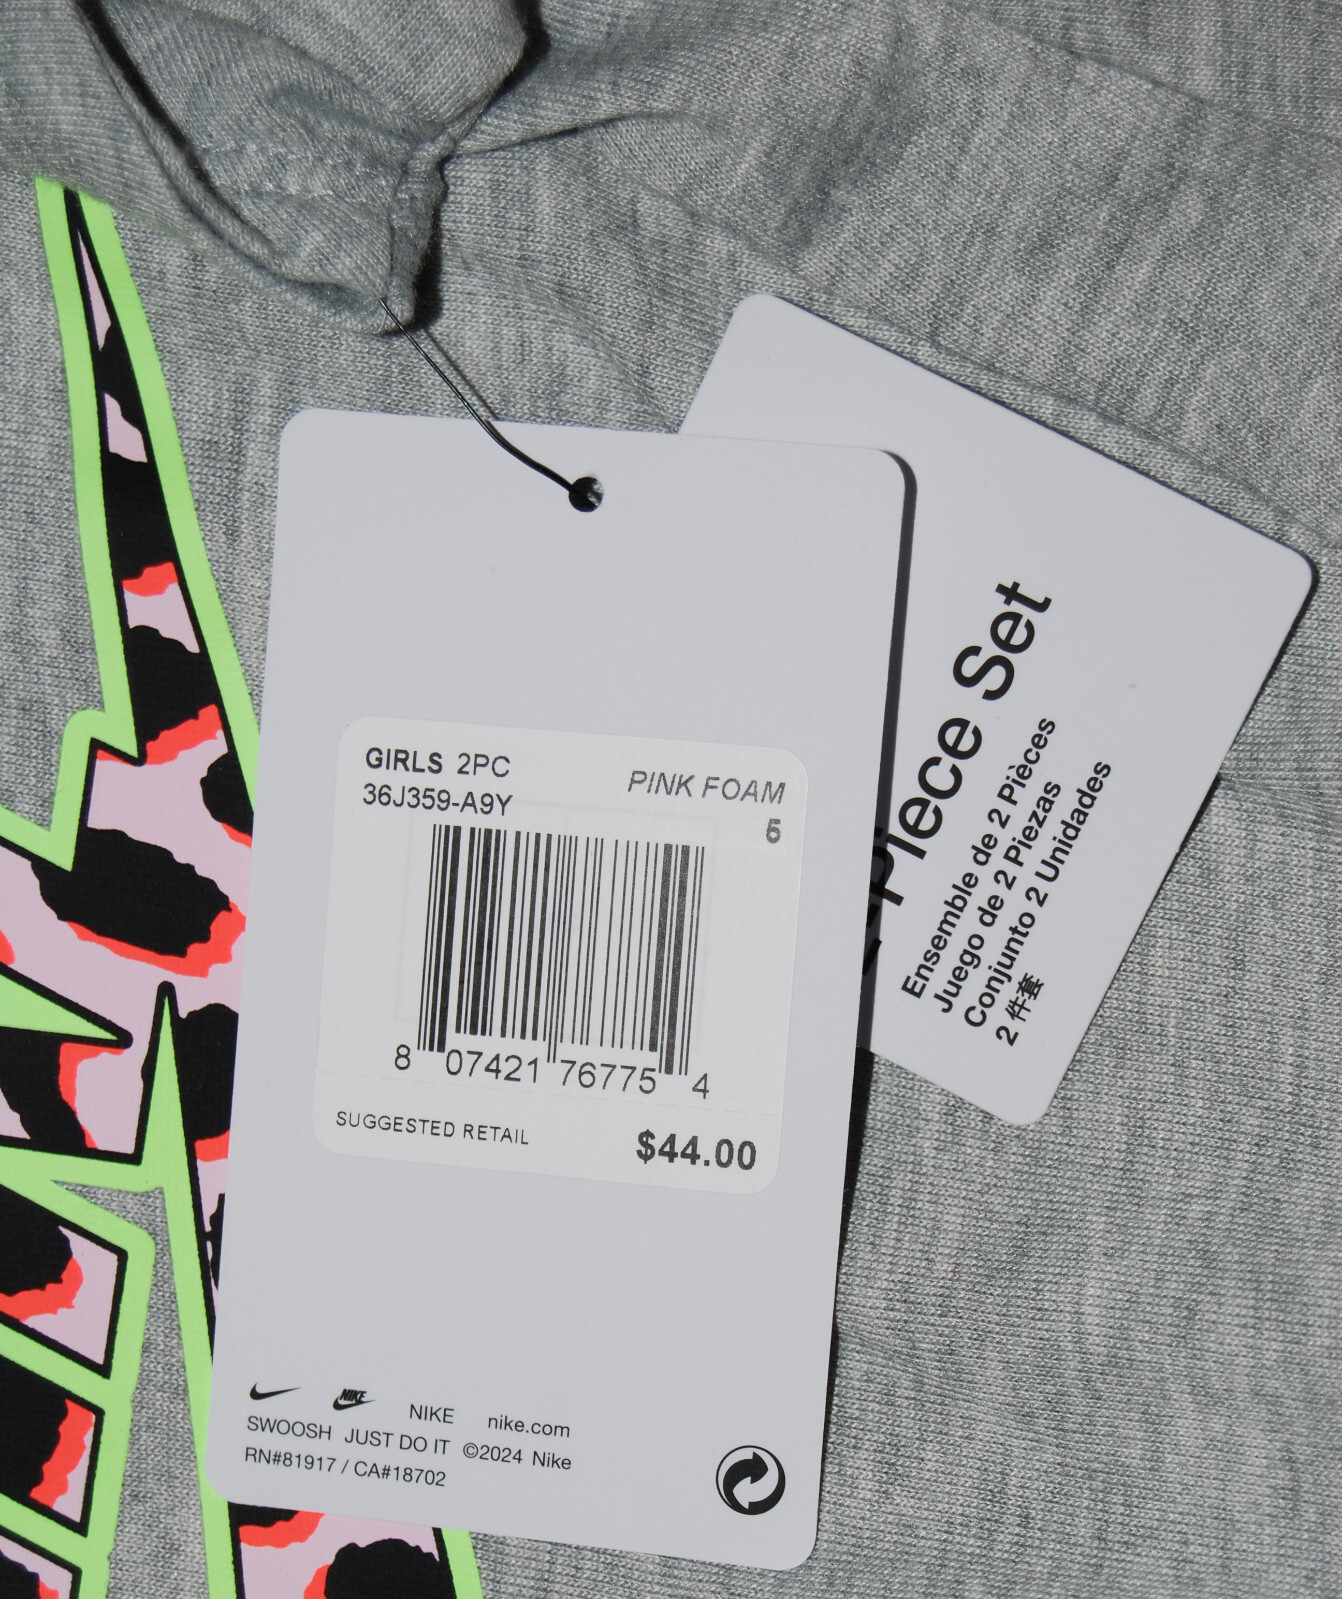 GIRLS 2PC
36J359-A9Y
PINK FOAM
5
8 07421 76775 4
SUGGESTED RETAIL
$44.00
NIKE
NIKE nike.com
SWOOSH JUST DO IT ©2024 Nike
RN#81917 / CA#18702
Piece Set
Ensemble de 2 Pièces
Juego de 2 Piezas
Conjunto 2 Unidades
2 件套